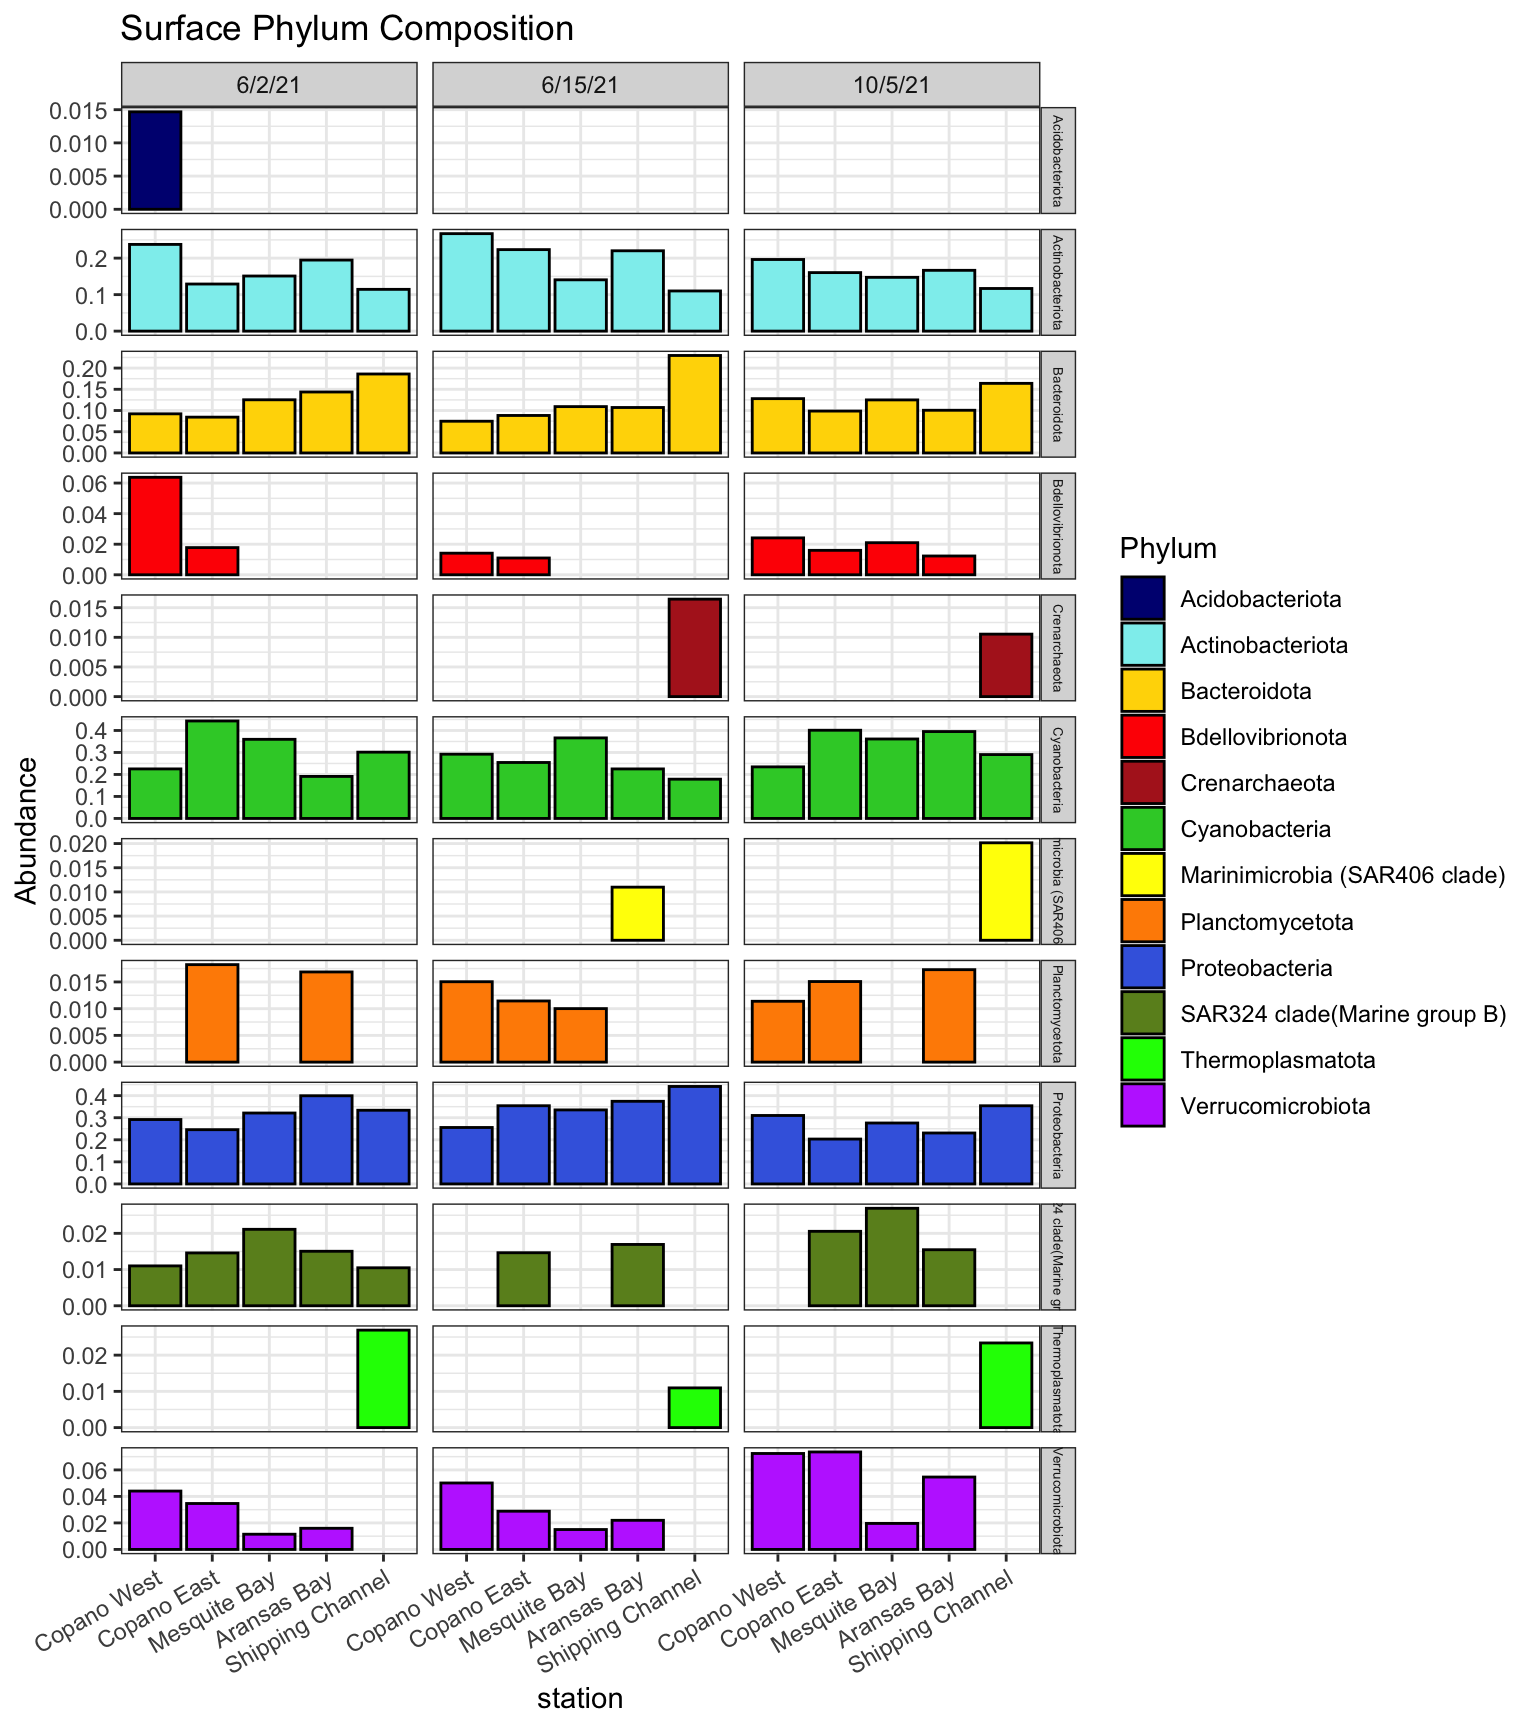 Surface Phylum Composition
6/2/21 6/15/21 10/5/21
0.015
0.010
0.005
0.000
Acidobacteriota
0.2
0.1
0.0
Actinobacteriota
0.20
0.15
0.10
0.05
0.00
Bacteroidota
0.06
0.04
0.02
0.00
Bdellovibrionota
0.015
0.010
0.005
0.000
Crenarchaeota
0.4
0.3
0.2
0.1
0.0
Cyanobacteria
0.020
0.015
0.010
0.005
0.000
microbia (SAR406
0.015
0.010
0.005
0.000
Planctomycetota
0.4
0.3
0.2
0.1
0.0
Proteobacteria
0.02
0.01
0.00
24 clade(Marine gr
0.02
0.01
0.00
Thermoplasmatota
0.06
0.04
0.02
0.00
Verrucomicrobiota
Abundance
Copano West
Copano East
Mesquite Bay
Aransas Bay
Shipping Channel
Copano West
Copano East
Mesquite Bay
Aransas Bay
Shipping Channel
Copano West
Copano East
Mesquite Bay
Aransas Bay
Shipping Channel
station
Phylum
Acidobacteriota
Actinobacteriota
Bacteroidota
Bdellovibrionota
Crenarchaeota
Cyanobacteria
Marinimicrobia (SAR406 clade)
Planctomycetota
Proteobacteria
SAR324 clade(Marine group B)
Thermoplasmatota
Verrucomicrobiota